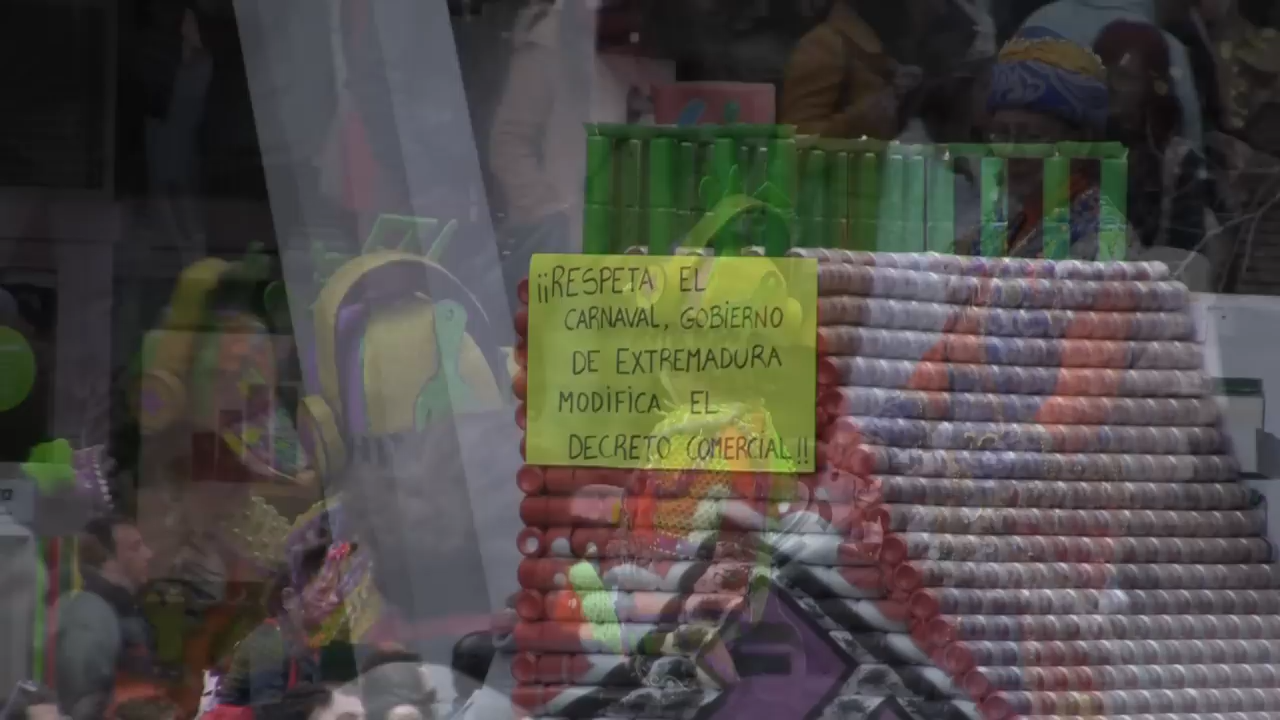 ¡¡RESPETA EL
CARNAVAL, GOBIERNO
DE EXTREMADURA
MODIFICA EL
DECRETO COMERCIAL!!